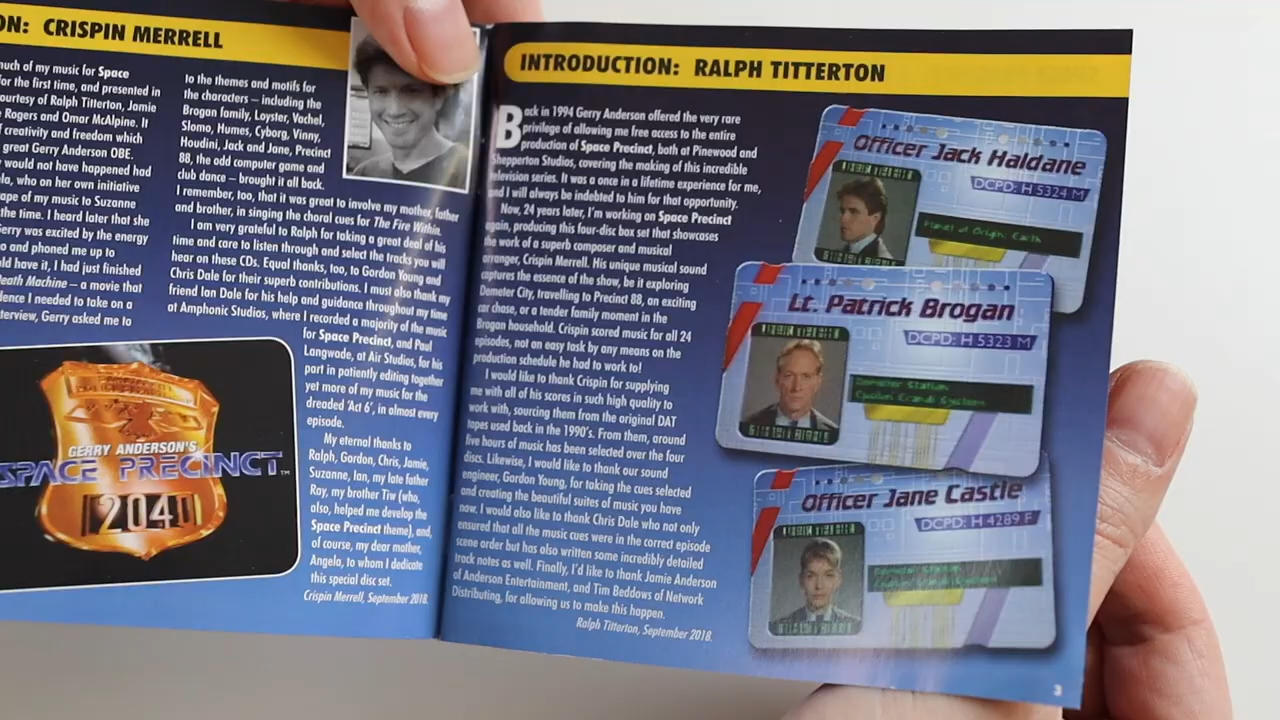 ON: CRISPIN MERRELL
much of my music for Space
for the first time, and presented in
ourtesy of Ralph Titterton, Jamie
Rogers and Omar McAlpine. It
f creativity and freedom which
great Gerry Anderson OBE.
would not have happened had
la, who on her own initiative
ape of my music to Suzanne
the time. I heard later that she
Gerry was excited by the energy
o and phoned me up to
ld have it, I had just finished
Death Machine – a movie that
dence I needed to take on a
terview, Gerry asked me to
to the themes and motifs for
the characters – including the
Brogan family, Loyster, Vachel,
Slomo, Humes, Cyborg, Vinny,
Houdini, Jack and Jane, Precinct
88, the odd computer game and
club dance – brought it all back.
I remember, too, that it was great to involve my mother, father
and brother, in singing the choral cues for The Fire Within.
I am very grateful to Ralph for taking a great deal of his
time and care to listen through and select the tracks you will
hear on these CDs. Equal thanks, too, to Gordon Young and
Chris Dale for their superb contributions. I must also thank my
friend Ian Dale for his help and guidance throughout my time
at Amphonic Studios, where I recorded a majority of the music
for Space Precinct, and Paul
Langwade, at Air Studios, for his
part in patiently editing together
yet more of my music for the
dreaded 'Act 6', in almost every
episode.
My eternal thanks to
Ralph, Gordon, Chris, Jamie,
Suzanne, Ian, my late father
Ray, my brother Tim (who,
also, helped me develop the
Space Precinct theme), and,
of course, my dear mother,
Angela, to whom I dedicate
this special disc set.
Crispin Merrell, September 2018.
GERRY ANDERSON'S
SPACE PRECINCT™
204
INTRODUCTION: RALPH TITTERTON
Back in 1994 Gerry Anderson offered the very rare
privilege of allowing me free access to the entire
production of Space Precinct, both at Pinewood and
Shepperton Studios, covering the making of this incredible
television series. It was a once in a lifetime experience for me,
and I will always be indebted to him for that opportunity.
Now, 24 years later, I'm working on Space Precinct
again, producing this four-disc box set that showcases
the work of a superb composer and musical
arranger, Crispin Merrell. His unique musical sound
captures the essence of the show, be it exploring
Demeter City, travelling to Precinct 88, an exciting
car chase, or a tender family moment in the
Brogan household. Crispin scored music for all 24
episodes, not an easy task by any means on the
production schedule he had to work to!
I would like to thank Crispin for supplying
me with all of his scores in such high quality to
work with, sourcing them from the original DAT
tapes used back in the 1990's. From them, around
five hours of music has been selected over the four
discs. Likewise, I would like to thank our sound
engineer, Gordon Young, for taking the cues selected
and creating the beautiful suites of music you have
now. I would also like to thank Chris Dale who not only
ensured that all the music cues were in the correct episode
scene order but has also written some incredibly detailed
track notes as well. Finally, I'd like to thank Jamie Anderson
of Anderson Entertainment, and Tim Beddows of Network
Distributing, for allowing us to make this happen.
Ralph Titterton, September 2018.
Officer Jack Haldane
DCPD: H 5324 M
Planet of Origin: Earth
Lt. Patrick Brogan
DCPD: H 5323 M
Demeter Station
Epsilon Erandi System
Officer Jane Castle
DCPD: H 4289 F
Demeter Station
3